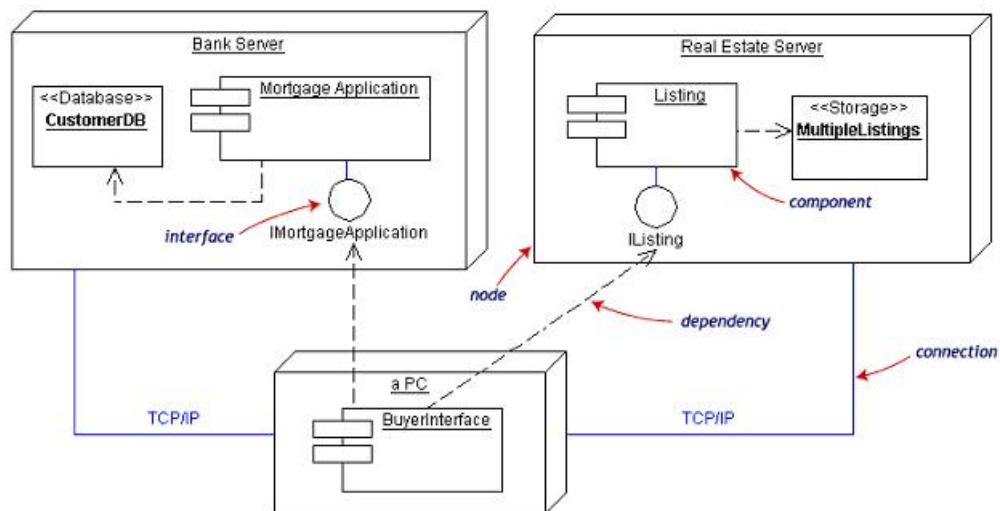 Bank Server
<<Database>>
CustomerDB
Mortgage Application
IMortgageApplication
interface
Real Estate Server
Listing
<<Storage>>
MultipleListings
component
IListing
node
dependency
connection
a PC
BuyerInterface
TCP/IP
TCP/IP